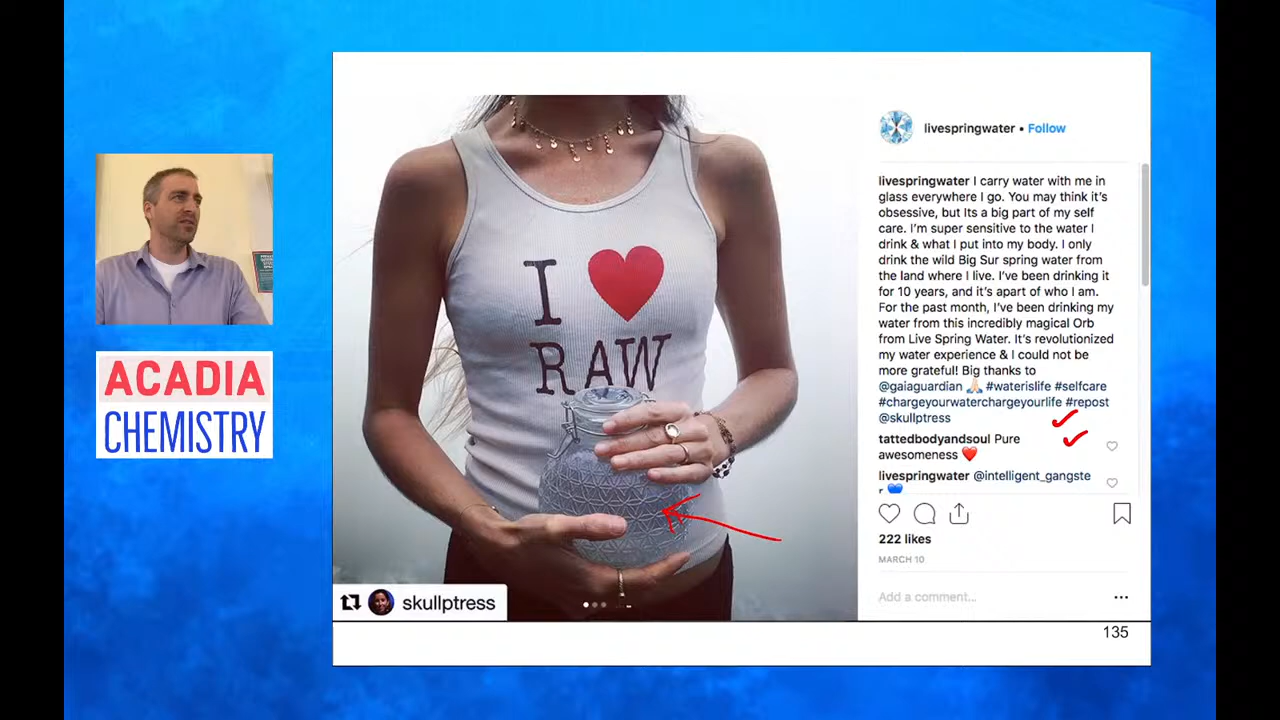 ACADIA
CHEMISTRY
I ❤
RAW
skullptress
livespringwater • Follow
livespringwater I carry water with me in
glass everywhere I go. You may think it's
obsessive, but Its a big part of my self
care. I'm super sensitive to the water I
drink & what I put into my body. I only
drink the wild Big Sur spring water from
the land where I live. I've been drinking it
for 10 years, and it's apart of who I am.
For the past month, I've been drinking my
water from this incredibly magical Orb
from Live Spring Water. It's revolutionized
my water experience & I could not be
more grateful! Big thanks to
@gaiaguardian 🙏🏻 #waterislife #selfcare
#chargeyourwaterchargeyourlife #repost
@skullptress
tattedbodyandsoul Pure
awesomeness ❤️
livespringwater @intelligent_gangste
r 💙
222 likes
MARCH 10
Add a comment...
135